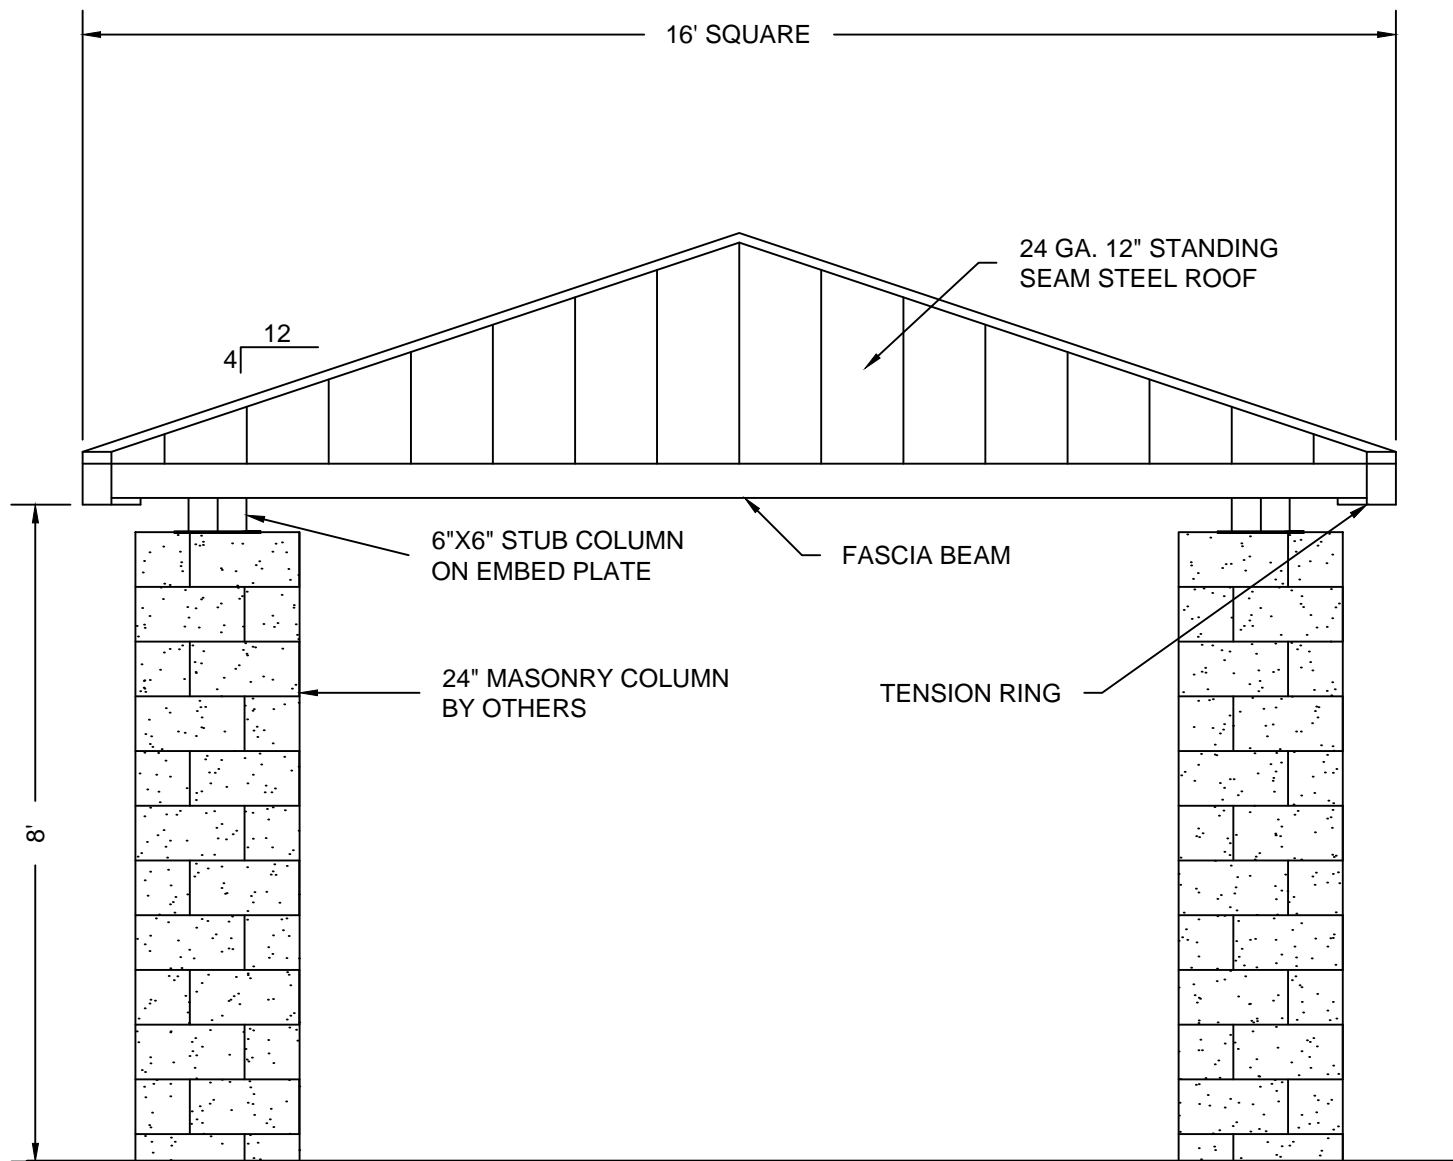 16' SQUARE
24 GA. 12" STANDING
SEAM STEEL ROOF
12
4
6"X6" STUB COLUMN
ON EMBED PLATE
FASCIA BEAM
24" MASONRY COLUMN
BY OTHERS
TENSION RING
8'